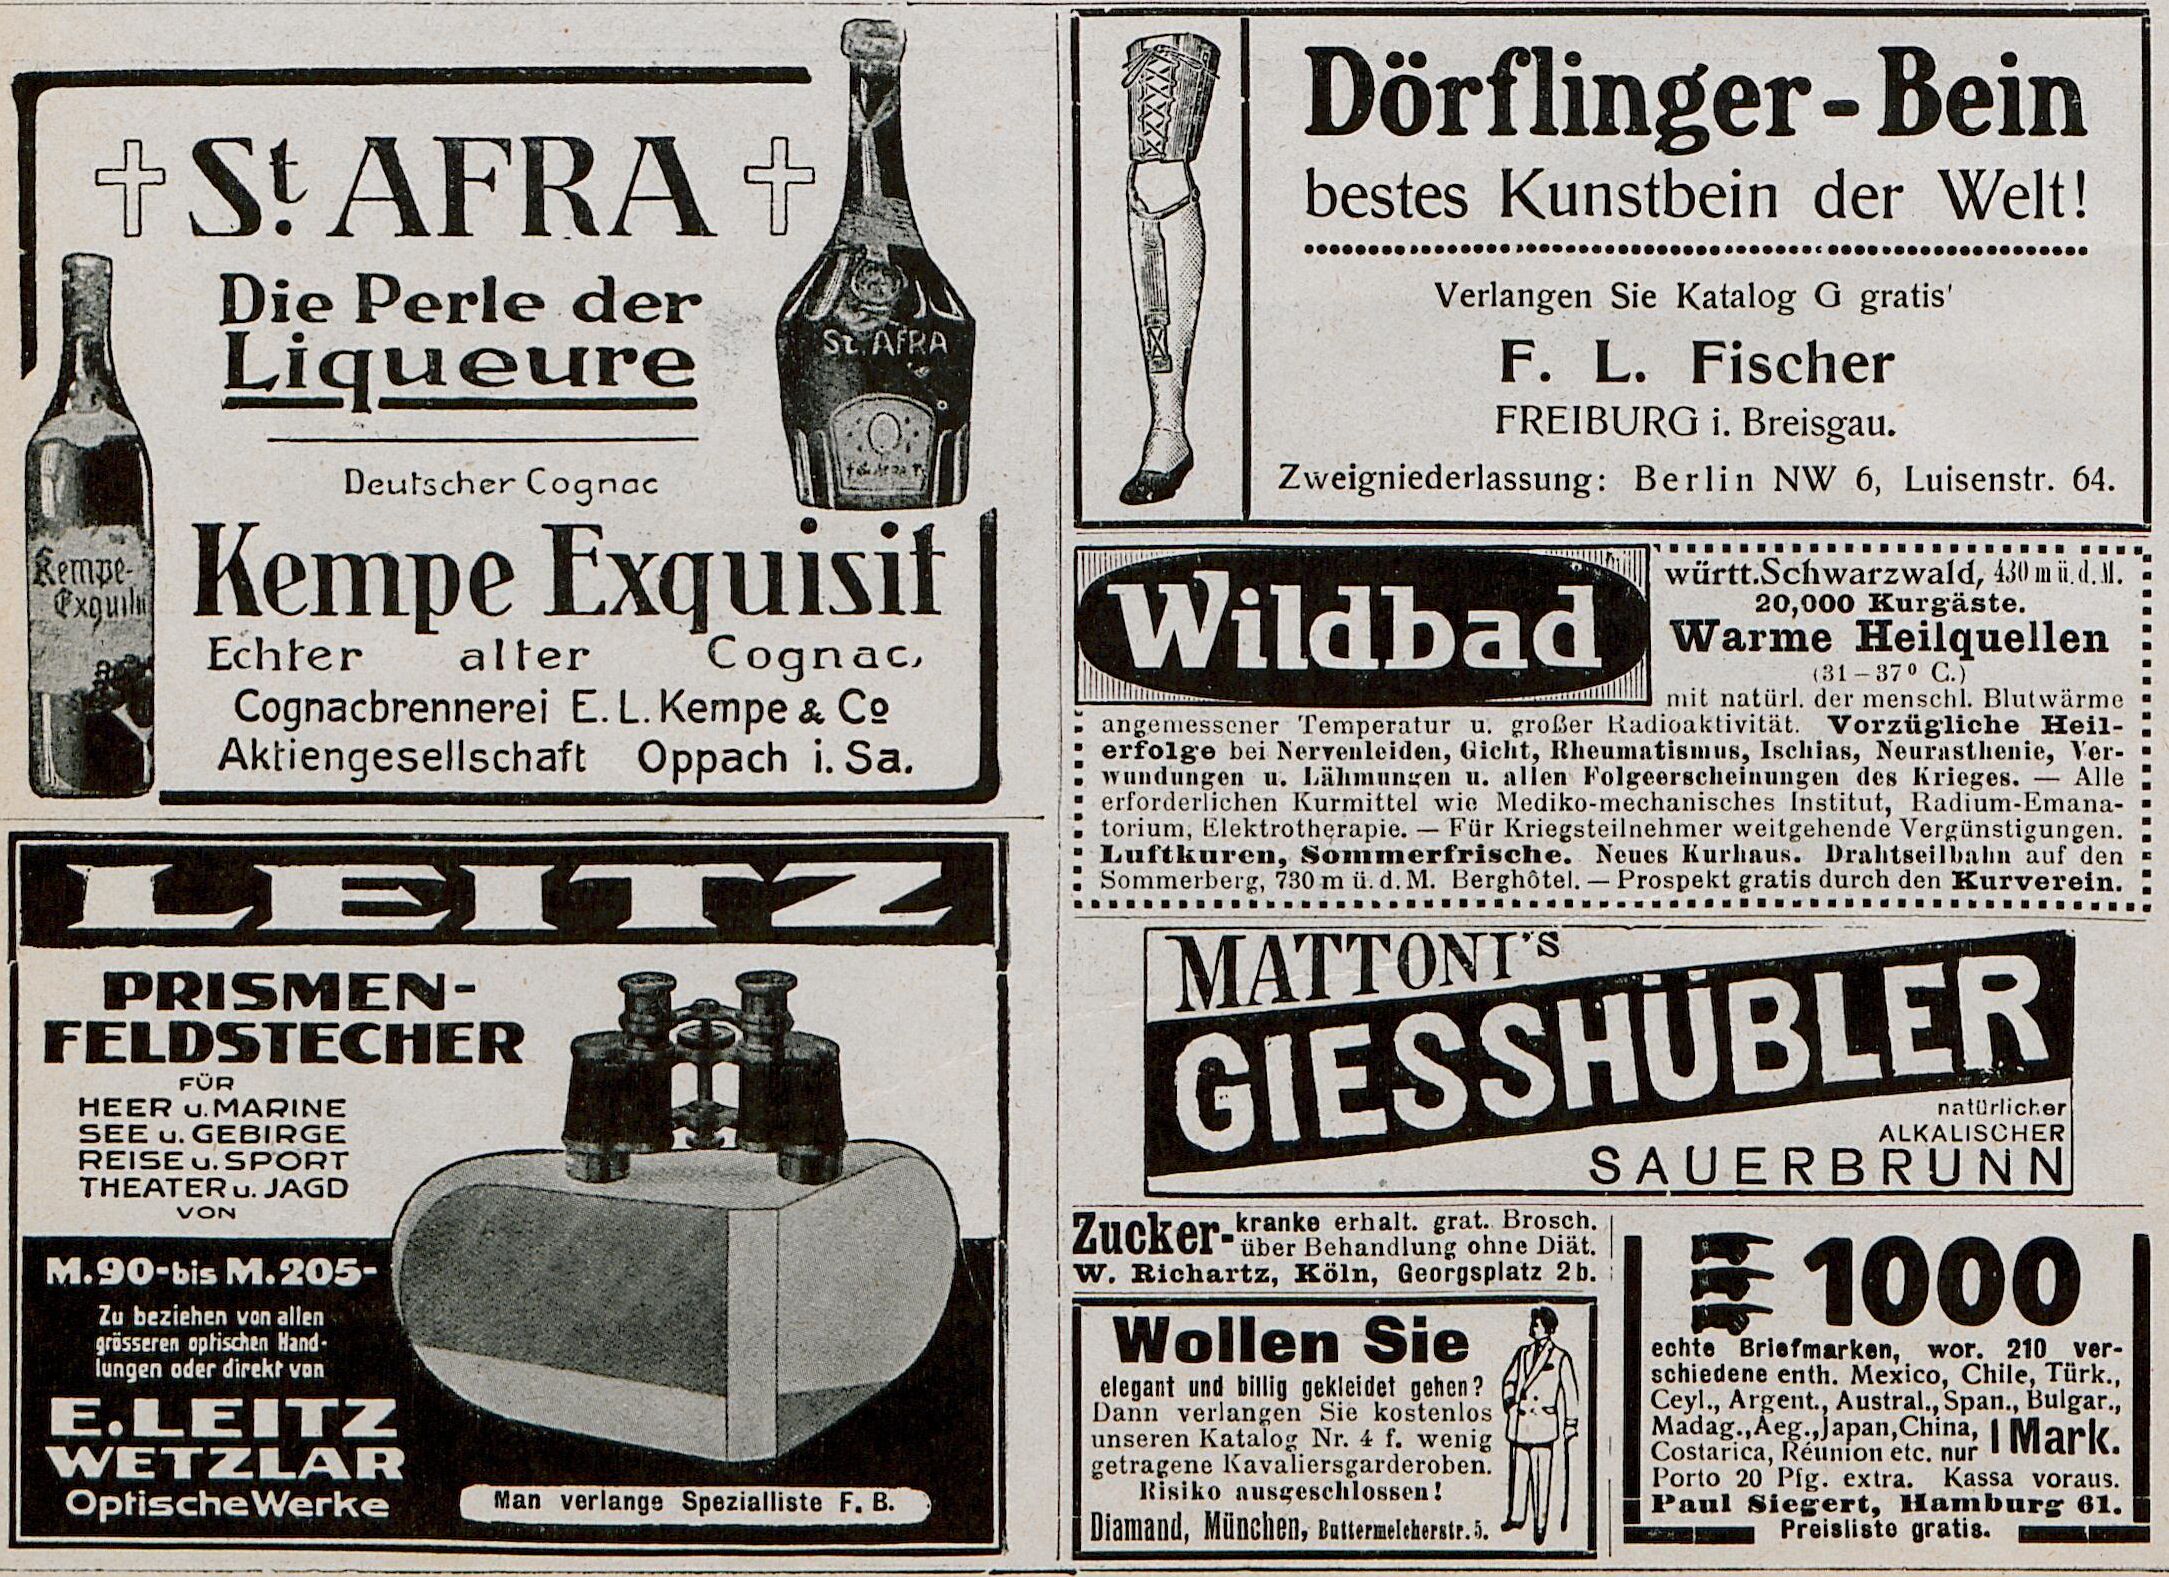 St. AFRA
Die Perle der
Liqueure
St. AFRA
Deutscher Cognac
Kempe-
Exquisit
Kempe Exquisit
Echter alter Cognac,
Cognacbrennerei E. L. Kempe & Co
Aktiengesellschaft Oppach i. Sa.
LEITZ
PRISMEN-
FELDSTECHER
FÜR
HEER u. MARINE
SEE u. GEBIRGE
REISE u. SPORT
THEATER u. JAGD
VON
M. 90- bis M. 205-
Zu beziehen von allen
grösseren optischen Hand-
lungen oder direkt von
E. LEITZ
WETZLAR
Optische Werke
Man verlange Spezialliste F. B.
Dörflinger-Bein
bestes Kunstbein der Welt!
Verlangen Sie Katalog G gratis'
F. L. Fischer
FREIBURG i. Breisgau.
Zweigniederlassung: Berlin NW 6, Luisenstr. 64.
Wildbad
württ. Schwarzwald, 430 m ü. d. M.
20,000 Kurgäste.
Warme Heilquellen
(31–37° C.)
mit natürl. der menschl. Blutwärme
angemessener Temperatur u. großer Radioaktivität. Vorzügliche Heil-
erfolge bei Nervenleiden, Gicht, Rheumatismus, Ischias, Neurasthenie, Ver-
wundungen u. Lähmungen u. allen Folgeerscheinungen des Krieges. — Alle
erforderlichen Kurmittel wie Mediko-mechanisches Institut, Radium-Emana-
torium, Elektrotherapie. — Für Kriegsteilnehmer weitgehende Vergünstigungen.
Luftkuren, Sommerfrische. Neues Kurhaus. Drahtseilbahn auf den
Sommerberg, 730 m ü. d. M. Berghôtel. — Prospekt gratis durch den Kurverein.
MATTONI'S
GIESSHÜBLER
natürlicher
ALKALISCHER
SAUERBRUNN
Zucker-kranke erhalt. grat. Brosch.
über Behandlung ohne Diät.
W. Richartz, Köln, Georgsplatz 2b.
Wollen Sie
elegant und billig gekleidet gehen?
Dann verlangen Sie kostenlos
unseren Katalog Nr. 4 f. wenig
getragene Kavaliersgarderoben.
Risiko ausgeschlossen!
Diamand, München, Buttermelcherstr. 5.
1000
echte Briefmarken, wor. 210 ver-
schiedene enth. Mexico, Chile, Türk.,
Ceyl., Argent., Austral., Span., Bulgar.,
Madag., Aeg., Japan, China,
Costarica, Réunion etc. nur 1 Mark.
Porto 20 Pfg. extra. Kassa voraus.
Paul Siegert, Hamburg 61.
Preisliste gratis.